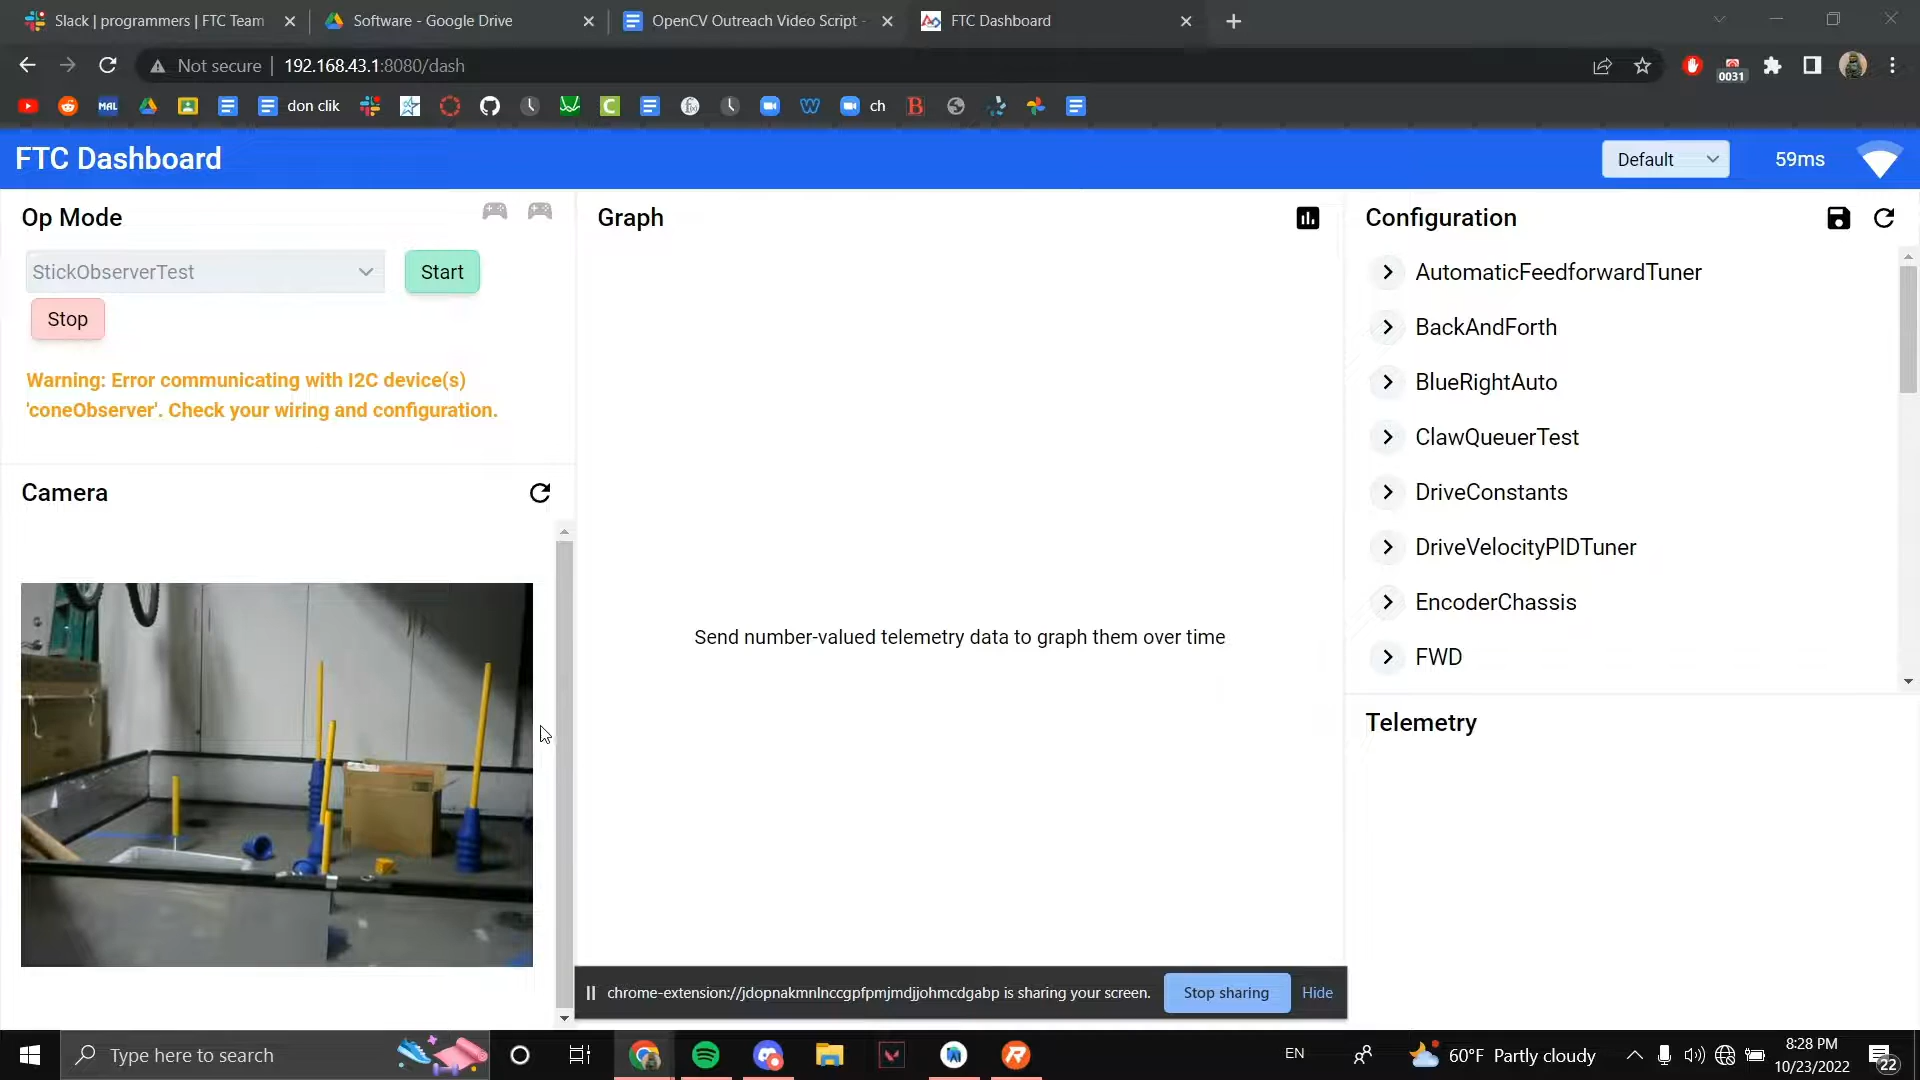 Slack | programmers | FTC Team
Software - Google Drive
OpenCV Outreach Video Script -
FTC Dashboard
Not secure
192.168.43.1:8080/dash
0031
MAL
don clik
ch
FTC Dashboard
Default
59ms
Op Mode
StickObserverTest
Start
Stop
Warning: Error communicating with I2C device(s)
'coneObserver'. Check your wiring and configuration.
Camera
Graph
Send number-valued telemetry data to graph them over time
Configuration
AutomaticFeedforwardTuner
BackAndForth
BlueRightAuto
ClawQueuerTest
DriveConstants
DriveVelocityPIDTuner
EncoderChassis
FWD
Telemetry
chrome-extension://jdopnakmnlnccgpfpmjmdjjohmcdgabp is sharing your screen.
Stop sharing
Hide
Type here to search
EN
60°F Partly cloudy
8:28 PM
10/23/2022
22